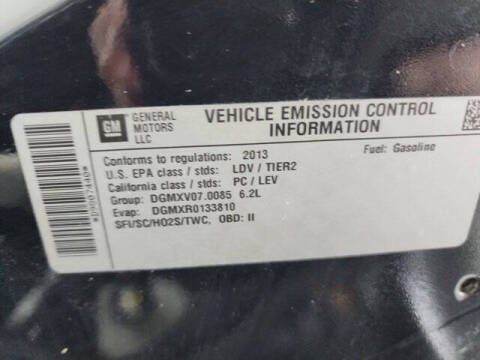 GM
GENERAL
MOTORS
LLC
VEHICLE EMISSION CONTROL
INFORMATION
Conforms to regulations: 2013
Fuel: Gasoline
U.S. EPA class / stds: LDV / TIER2
California class / stds: PC / LEV
Group: DGMXV07.0085 6.2L
Evap: DGMXR0133810
SFI/SC/HO2S/TWC, OBD: II